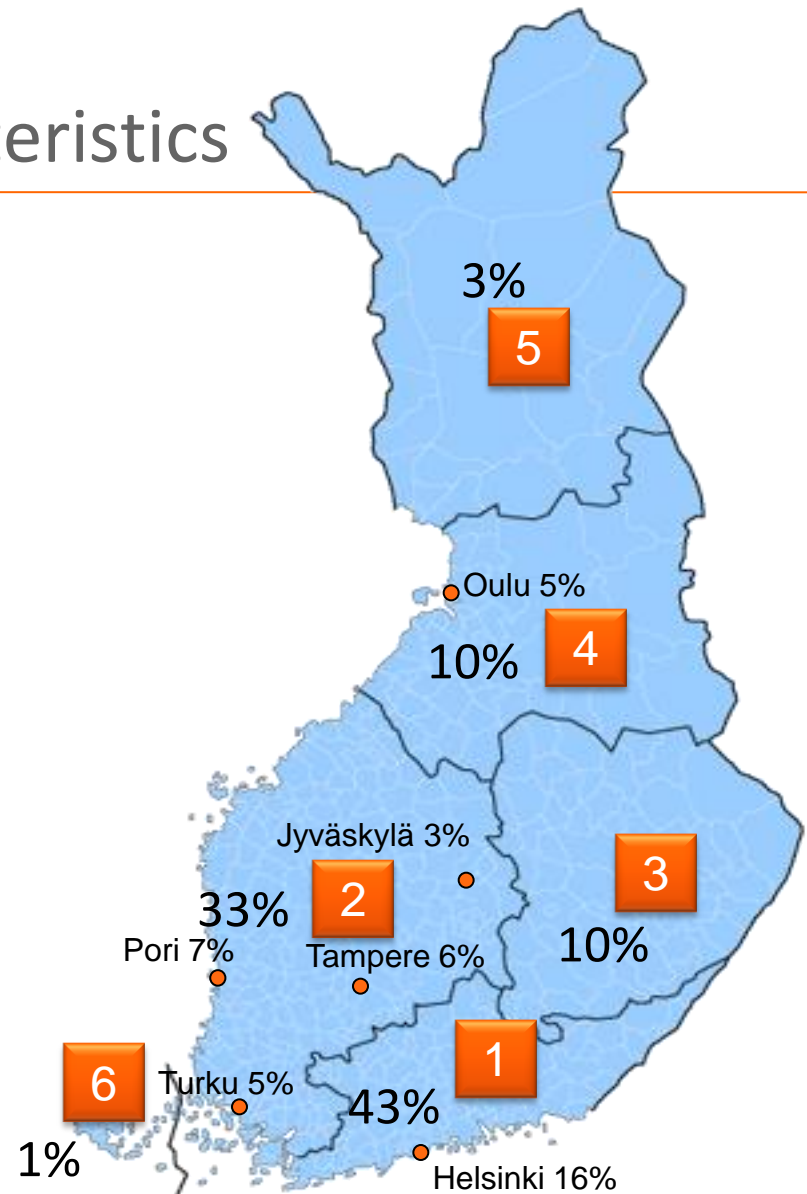 teristics
3%
5
Oulu 5%
4
10%
Jyväskylä 3%
3
2
33%
10%
Pori 7%
Tampere 6%
1
6
Turku 5%
43%
1%
Helsinki 16%